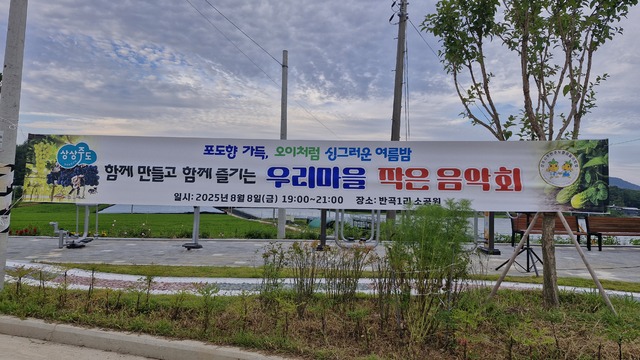 상상주도
포도향 가득, 오이처럼 싱그러운 여름밤
함께 만들고 함께 즐기는 우리마을 작은 음악회
일시: 2025년 8월 8일(금) 19:00~21:00 장소: 반곡1리 소공원